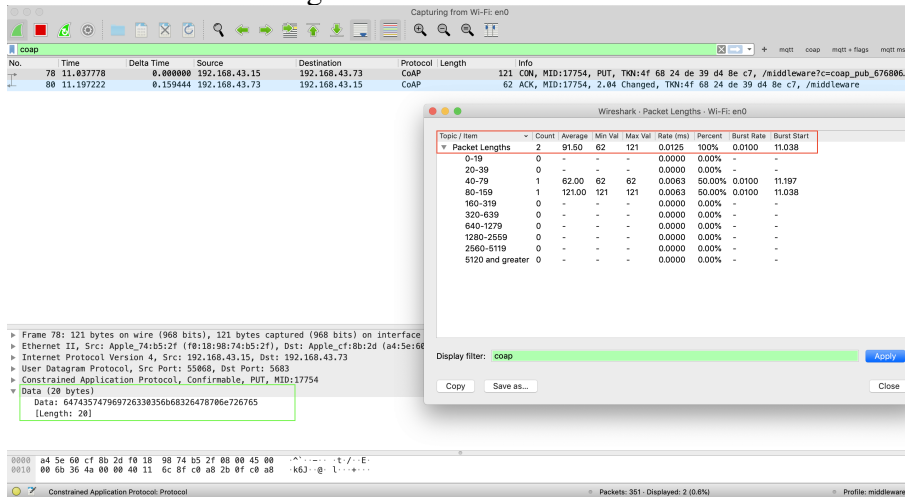 Capturing from Wi-Fi: en0
coap
+ mqtt coap mqtt + flags mqtt ms
No. Time Delta Time Source Destination Protocol Length Info
78 11.037778 0.000000 192.168.43.15 192.168.43.73 CoAP 121 CON, MID:17754, PUT, TKN:4f 68 24 de 39 d4 8e c7, /middleware?c=coap_pub_676806…
80 11.197222 0.159444 192.168.43.73 192.168.43.15 CoAP 62 ACK, MID:17754, 2.04 Changed, TKN:4f 68 24 de 39 d4 8e c7, /middleware
Wireshark · Packet Lengths · Wi-Fi: en0
Topic / Item Count Average Min Val Max Val Rate (ms) Percent Burst Rate Burst Start
Packet Lengths 2 91.50 62 121 0.0125 100% 0.0100 11.038
0-19 0 - - - 0.0000 0.00% - -
20-39 0 - - - 0.0000 0.00% - -
40-79 1 62.00 62 62 0.0063 50.00% 0.0100 11.197
80-159 1 121.00 121 121 0.0063 50.00% 0.0100 11.038
160-319 0 - - - 0.0000 0.00% - -
320-639 0 - - - 0.0000 0.00% - -
640-1279 0 - - - 0.0000 0.00% - -
1280-2559 0 - - - 0.0000 0.00% - -
2560-5119 0 - - - 0.0000 0.00% - -
5120 and greater 0 - - - 0.0000 0.00% - -
Display filter: coap
Apply
Copy Save as... Close
Frame 78: 121 bytes on wire (968 bits), 121 bytes captured (968 bits) on interface
Ethernet II, Src: Apple_74:b5:2f (f0:18:98:74:b5:2f), Dst: Apple_cf:8b:2d (a4:5e:60
Internet Protocol Version 4, Src: 192.168.43.15, Dst: 192.168.43.73
User Datagram Protocol, Src Port: 55068, Dst Port: 5683
Constrained Application Protocol, Confirmable, PUT, MID:17754
Data (20 bytes)
Data: 647435747969726330356b68326478706e726765
[Length: 20]
0000 a4 5e 60 cf 8b 2d f0 18 98 74 b5 2f 08 00 45 00 ·^`··-·· ·t·/··E·
0010 00 6b 36 4a 00 00 40 11 6c 8f c0 a8 2b 0f c0 a8 ·k6J··@· l···+···
Constrained Application Protocol: Protocol
Packets: 351 · Displayed: 2 (0.6%)
Profile: middleware